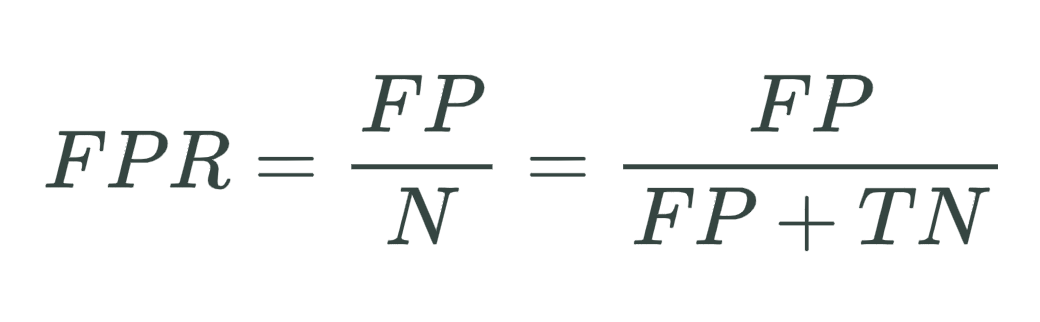 FPR = FP/N = FP/(FP + TN)